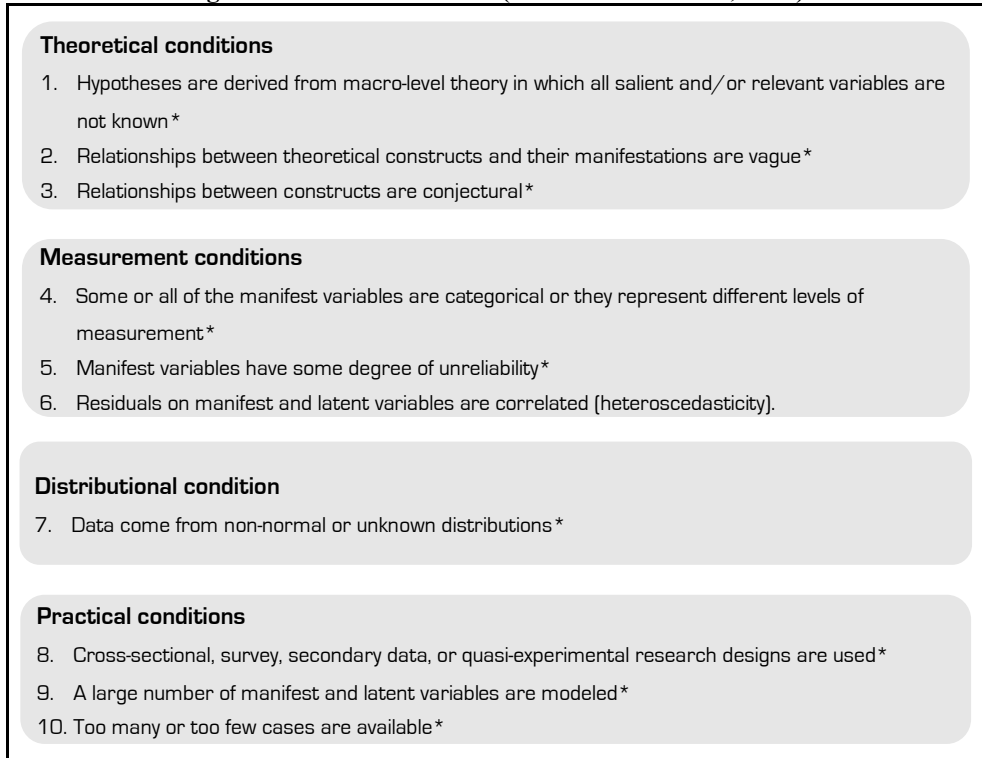 Theoretical conditions
1. Hypotheses are derived from macro-level theory in which all salient and/or relevant variables are
not known*
2. Relationships between theoretical constructs and their manifestations are vague*
3. Relationships between constructs are conjectural*
Measurement conditions
4. Some or all of the manifest variables are categorical or they represent different levels of
measurement*
5. Manifest variables have some degree of unreliability*
6. Residuals on manifest and latent variables are correlated (heteroscedasticity).
Distributional condition
7. Data come from non-normal or unknown distributions*
Practical conditions
8. Cross-sectional, survey, secondary data, or quasi-experimental research designs are used*
9. A large number of manifest and latent variables are modeled*
10. Too many or too few cases are available*